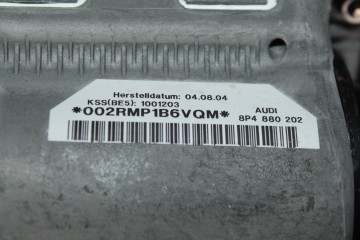 Herstelldatum: 04.08.04
KSS(BE5): 1001203
*002RMP1B6VQM*
AUDI
8P4 880 202